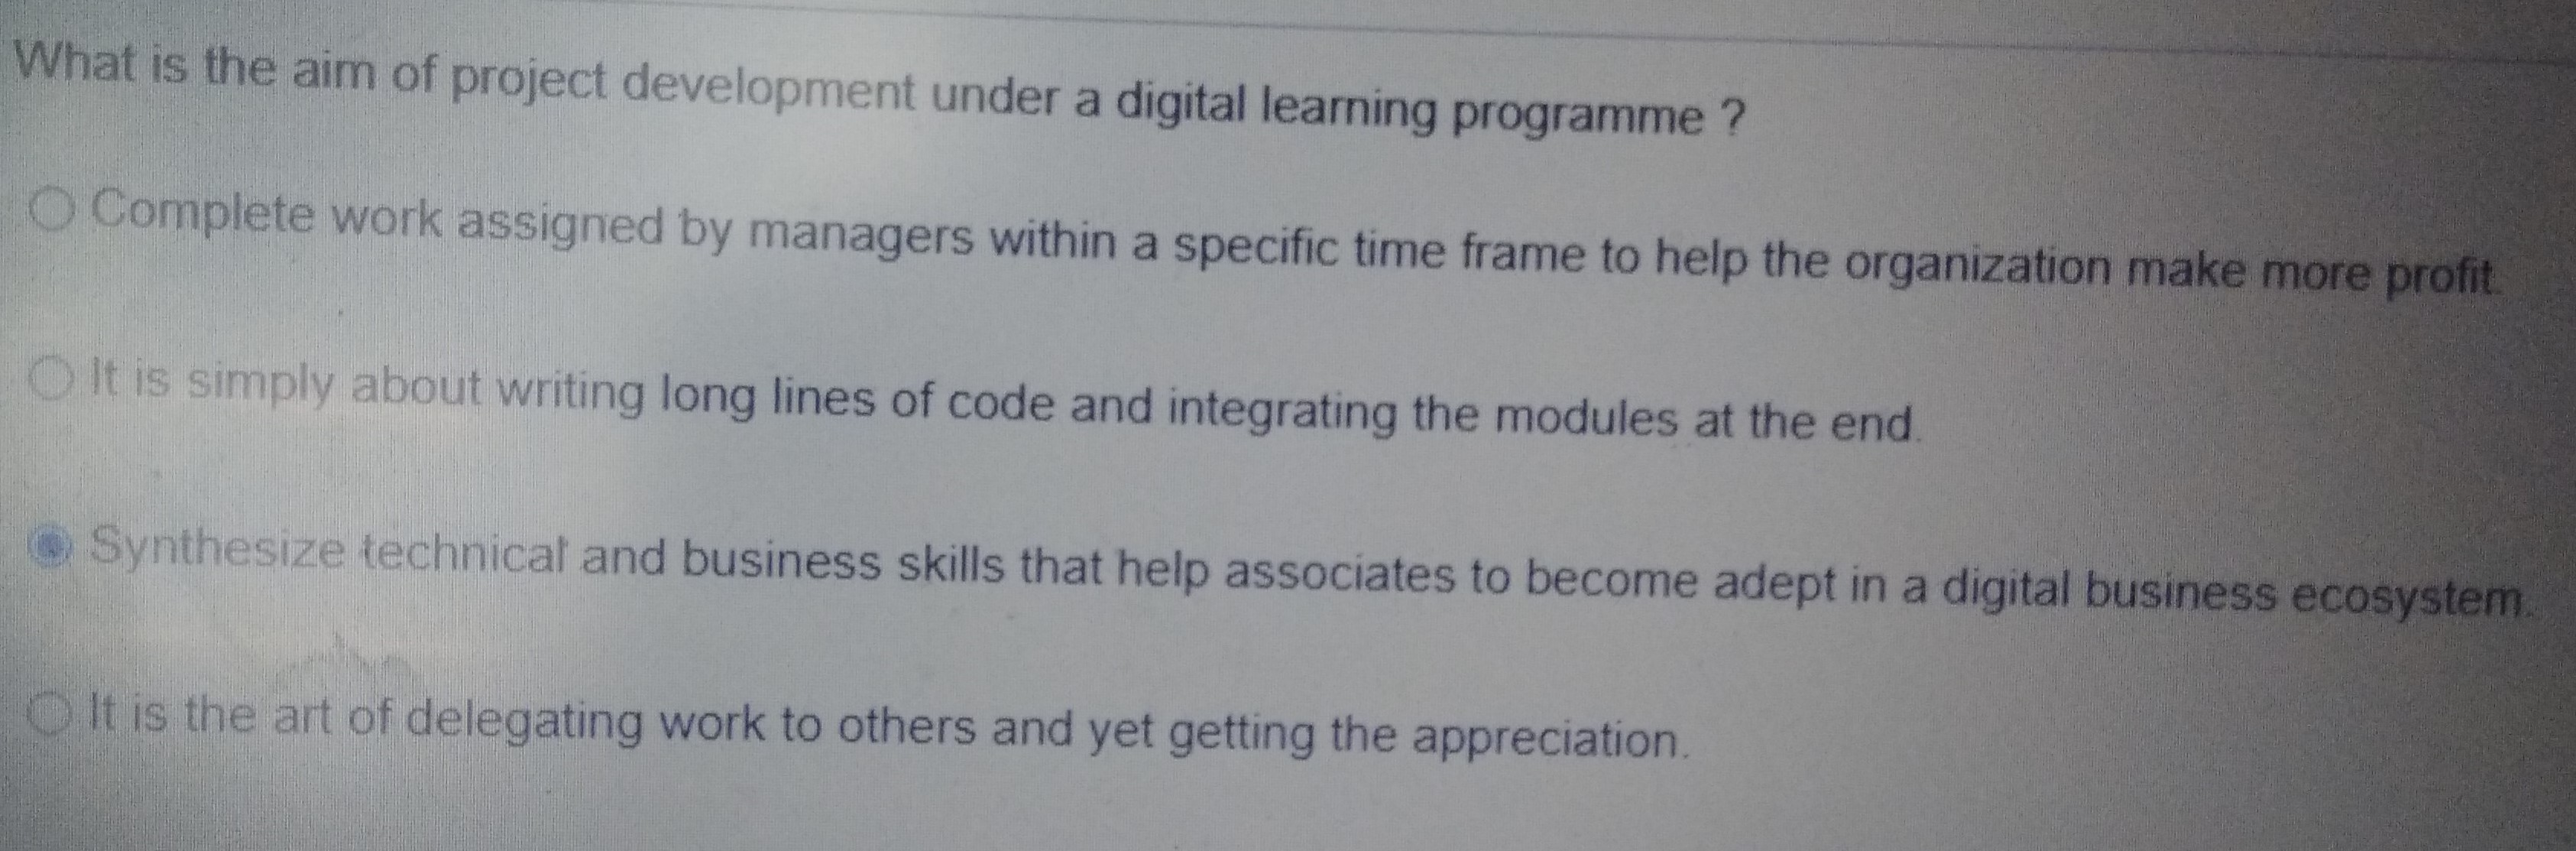 What is the aim of project development under a digital learning programme ?
Complete work assigned by managers within a specific time frame to help the organization make more profit.
It is simply about writing long lines of code and integrating the modules at the end.
Synthesize technical and business skills that help associates to become adept in a digital business ecosystem.
It is the art of delegating work to others and yet getting the appreciation.